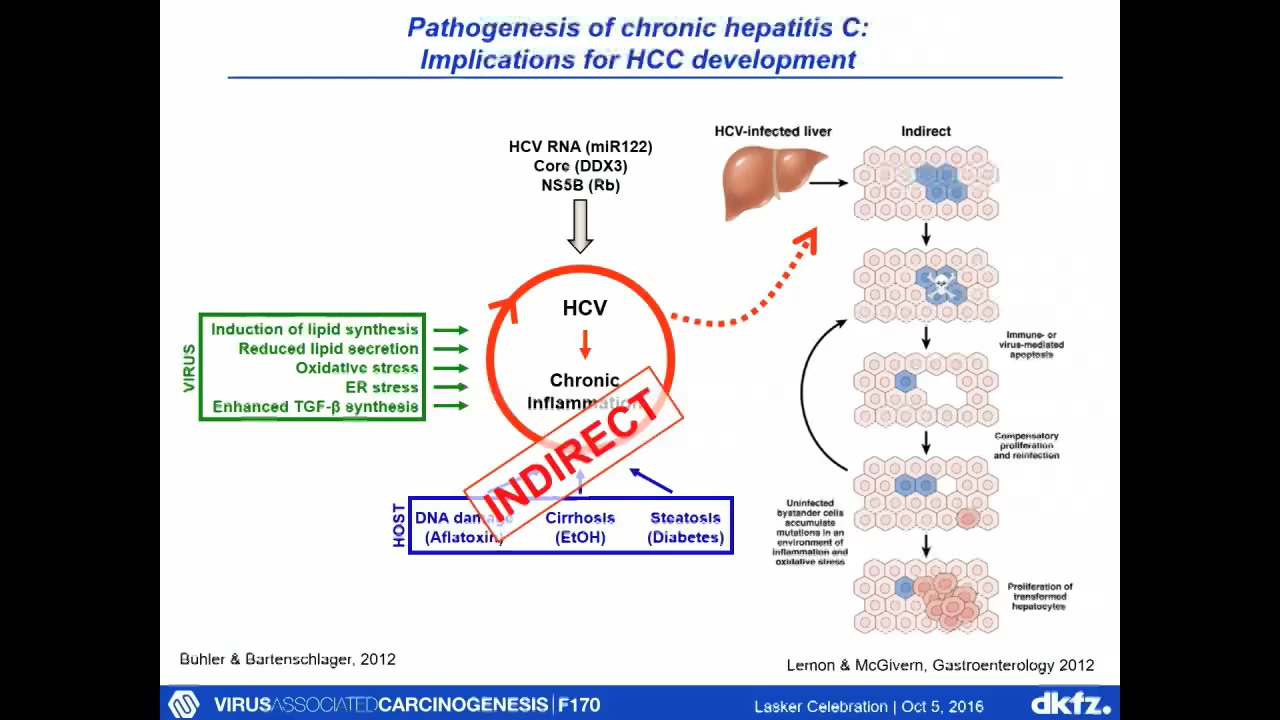 Pathogenesis of chronic hepatitis C:
Implications for HCC development
HCV RNA (miR122)
Core (DDX3)
NS5B (Rb)
HCV
Chronic
Inflammation
INDIRECT
VIRUS
Induction of lipid synthesis
Reduced lipid secretion
Oxidative stress
ER stress
Enhanced TGF-β synthesis
HOST
DNA damage
(Aflatoxin)
Cirrhosis
(EtOH)
Steatosis
(Diabetes)
HCV-infected liver
Indirect
Immune- or
virus-mediated
apoptosis
Compensatory
proliferation
and reinfection
Uninfected
bystander cells
accumulate
mutations in an
environment of
inflammation and
oxidative stress
Proliferation of
transformed
hepatocytes
Bühler & Bartenschlager, 2012
Lemon & McGivern, Gastroenterology 2012
VIRUSASSOCIATEDCARCINOGENESIS | F170
Lasker Celebration | Oct 5, 2016
dkfz.